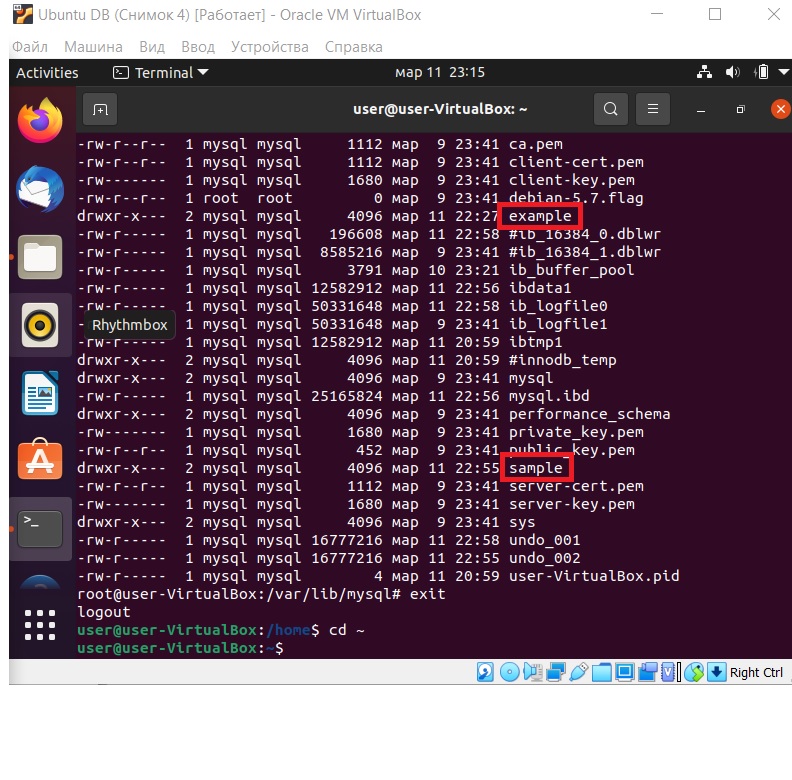 Ubuntu DB (Снимок 4) [Работает] - Oracle VM VirtualBox
Файл Машина Вид Ввод Устройства Справка
Activities Terminal мар 11 23:15
user@user-VirtualBox: ~
-rw-r--r-- 1 mysql mysql 1112 мар 9 23:41 ca.pem
-rw-r--r-- 1 mysql mysql 1112 мар 9 23:41 client-cert.pem
-rw------- 1 mysql mysql 1680 мар 9 23:41 client-key.pem
-rw-r--r-- 1 root root 0 мар 9 23:41 debian-5.7.flag
drwxr-x--- 2 mysql mysql 4096 мар 11 22:27 example
-rw-r----- 1 mysql mysql 196608 мар 11 22:58 #ib_16384_0.dblwr
-rw-r----- 1 mysql mysql 8585216 мар 9 23:41 #ib_16384_1.dblwr
-rw-r----- 1 mysql mysql 3791 мар 10 23:21 ib_buffer_pool
-rw-r----- 1 mysql mysql 12582912 мар 11 22:56 ibdata1
-rw-r----- 1 mysql mysql 50331648 мар 11 22:58 ib_logfile0
Rhythmbox
-rw-r----- 1 mysql mysql 50331648 мар 9 23:41 ib_logfile1
-rw-r----- 1 mysql mysql 12582912 мар 11 20:59 ibtmp1
drwxr-x--- 2 mysql mysql 4096 мар 11 20:59 #innodb_temp
drwxr-x--- 2 mysql mysql 4096 мар 9 23:41 mysql
-rw-r----- 1 mysql mysql 25165824 мар 11 22:56 mysql.ibd
drwxr-x--- 2 mysql mysql 4096 мар 9 23:41 performance_schema
-rw------- 1 mysql mysql 1680 мар 9 23:41 private_key.pem
-rw-r--r-- 1 mysql mysql 452 мар 9 23:41 public_key.pem
drwxr-x--- 2 mysql mysql 4096 мар 11 22:55 sample
-rw-r--r-- 1 mysql mysql 1112 мар 9 23:41 server-cert.pem
-rw------- 1 mysql mysql 1680 мар 9 23:41 server-key.pem
drwxr-x--- 2 mysql mysql 4096 мар 9 23:41 sys
-rw-r----- 1 mysql mysql 16777216 мар 11 22:58 undo_001
-rw-r----- 1 mysql mysql 16777216 мар 11 22:58 undo_002
-rw-r----- 1 mysql mysql 4 мар 11 20:59 user-VirtualBox.pid
root@user-VirtualBox:/var/lib/mysql# exit
logout
user@user-VirtualBox:/home$ cd ~
user@user-VirtualBox:~$
Right Ctrl